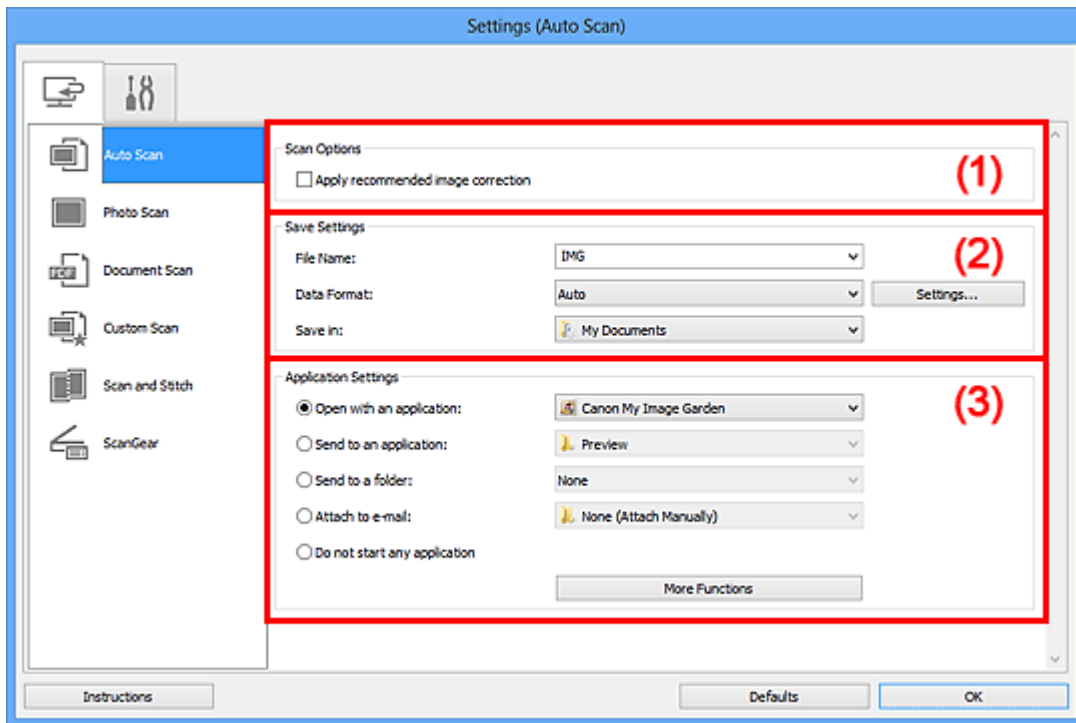 Settings (Auto Scan)
Auto Scan
Photo Scan
Document Scan
Custom Scan
Scan and Stitch
ScanGear
Scan Options
Apply recommended image correction
(1)
Save Settings
(2)
File Name: IMG
Data Format: Auto Settings...
Save in: My Documents
Application Settings
(3)
Open with an application: Canon My Image Garden
Send to an application: Preview
Send to a folder: None
Attach to e-mail: None (Attach Manually)
Do not start any application
More Functions
Instructions Defaults OK